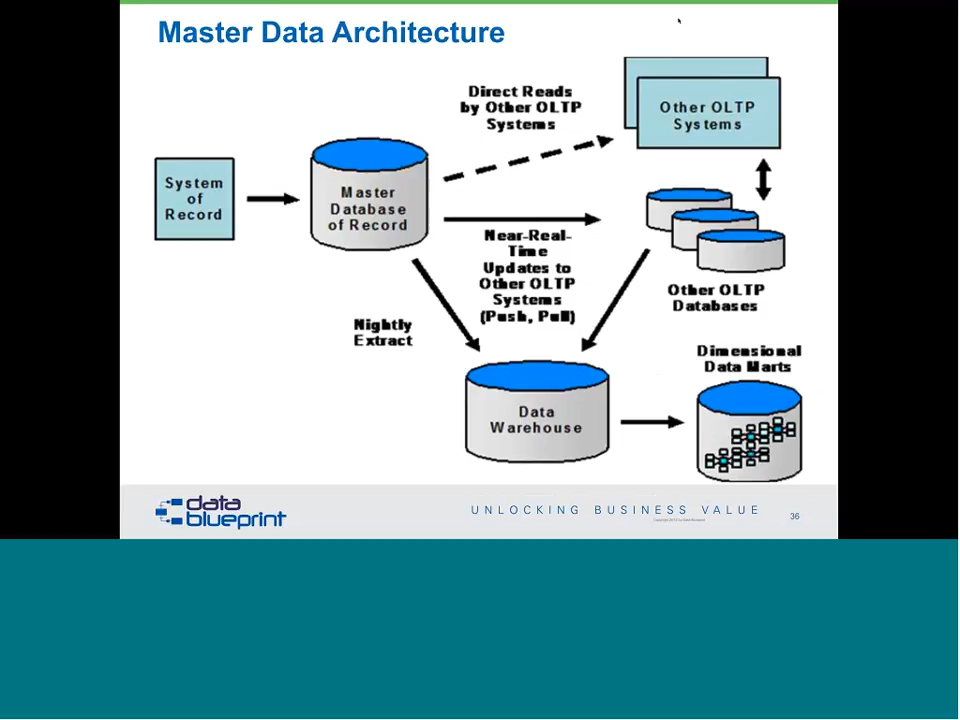 Master Data Architecture
Direct Reads
by Other OLTP
Systems
Other OLTP
Systems
System
of
Record
Master
Database
of Record
Near-Real-
Time
Updates to
Other OLTP
Systems
(Push, Pull)
Other OLTP
Databases
Nightly
Extract
Dimensional
Data Marts
Data
Warehouse
data
blueprint
UNLOCKING BUSINESS VALUE
36